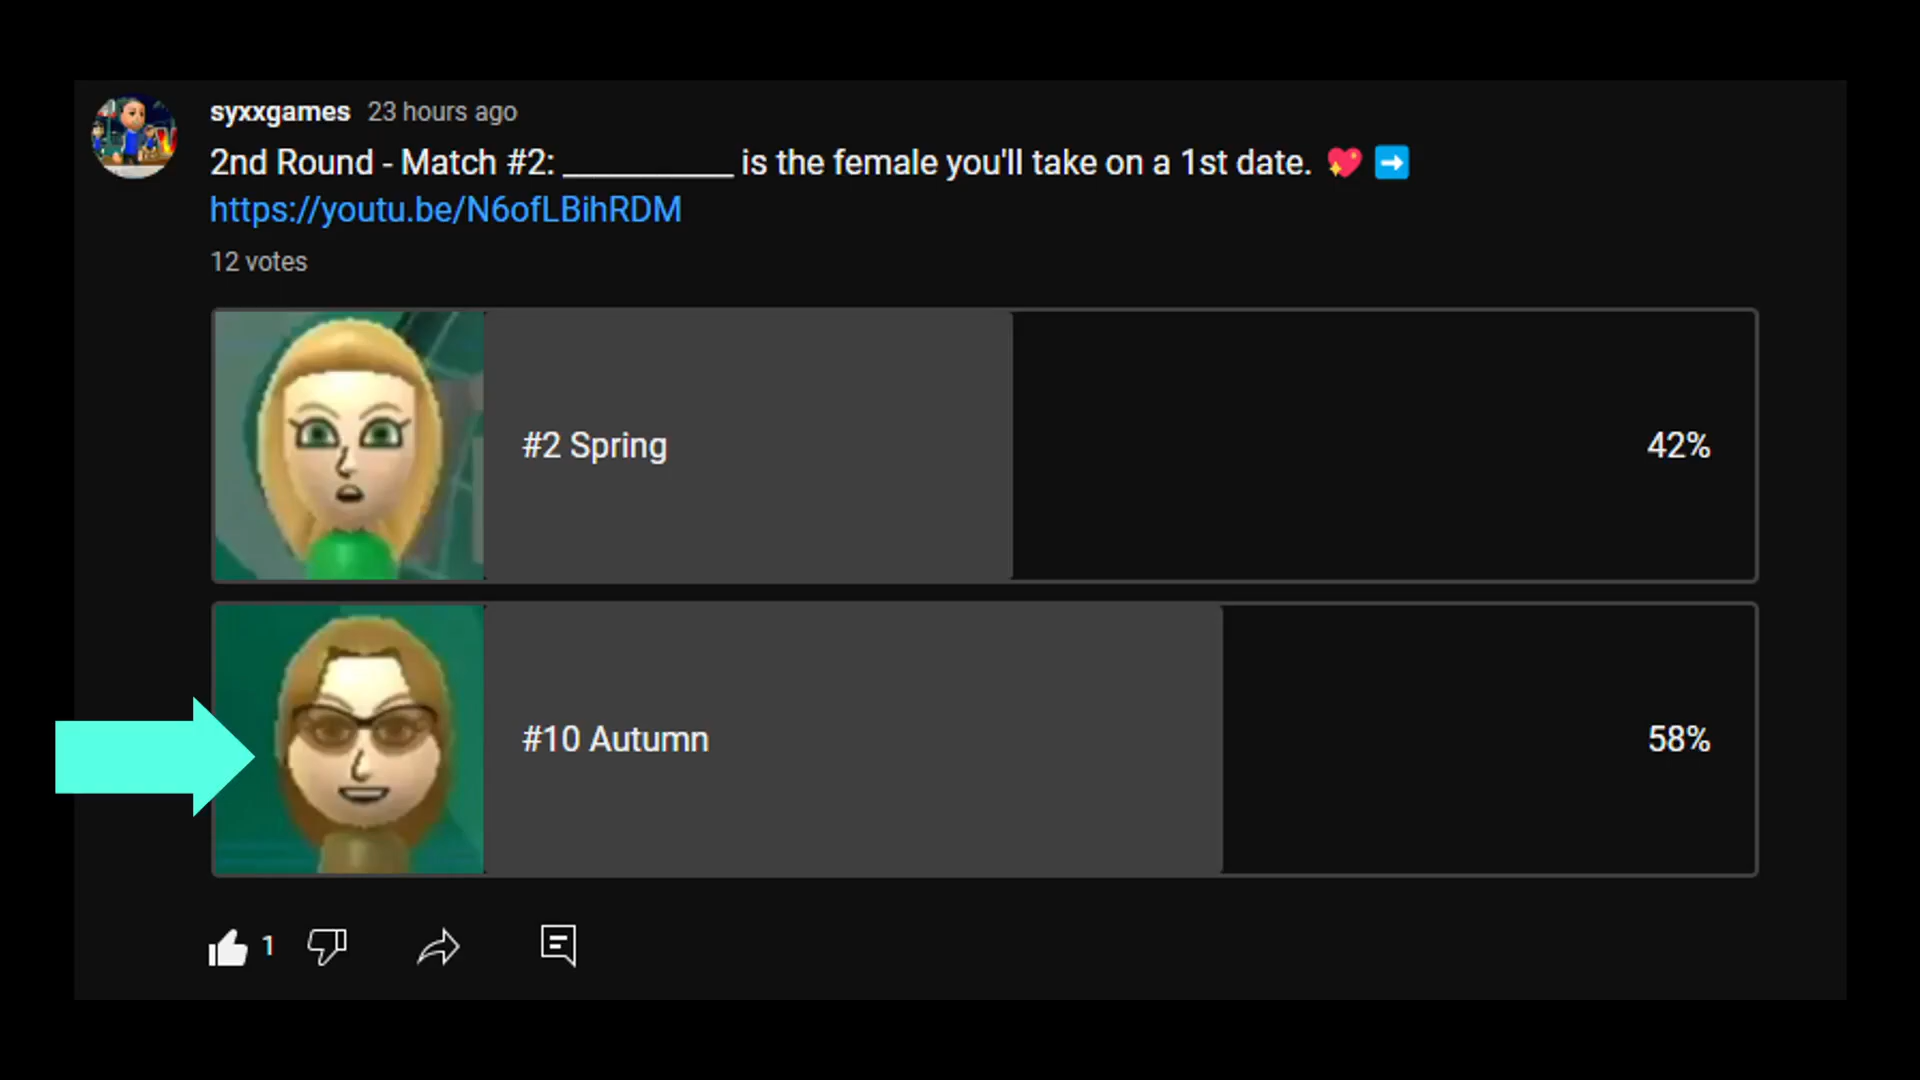 syxxgames 23 hours ago
2nd Round - Match #2: __________ is the female you'll take on a 1st date. 💖 ➡️
https://youtu.be/N6ofLBihRDM
12 votes
#2 Spring 42%
#10 Autumn 58%
1